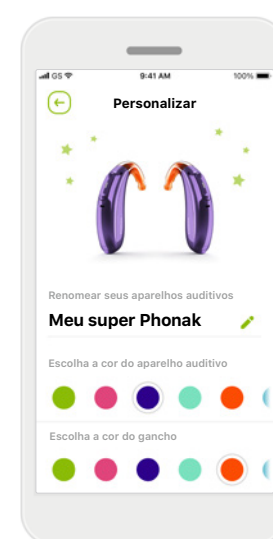 GS 9:41 AM 100%
Personalizar
Renomear seus aparelhos auditivos
Meu super Phonak
Escolha a cor do aparelho auditivo
Escolha a cor do gancho